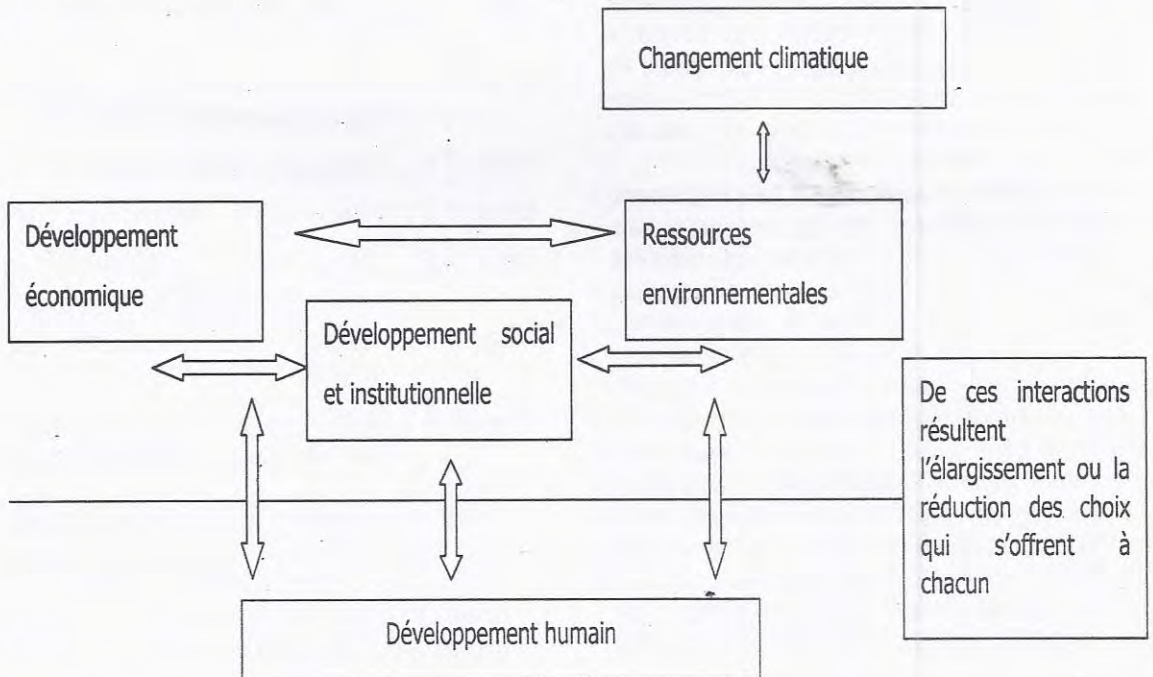 Changement climatique
Développement
économique
Ressources
environnementales
Développement social
et institutionnelle
De ces interactions
résultent
l'élargissement ou la
réduction des choix
qui s'offrent à
chacun
Développement humain